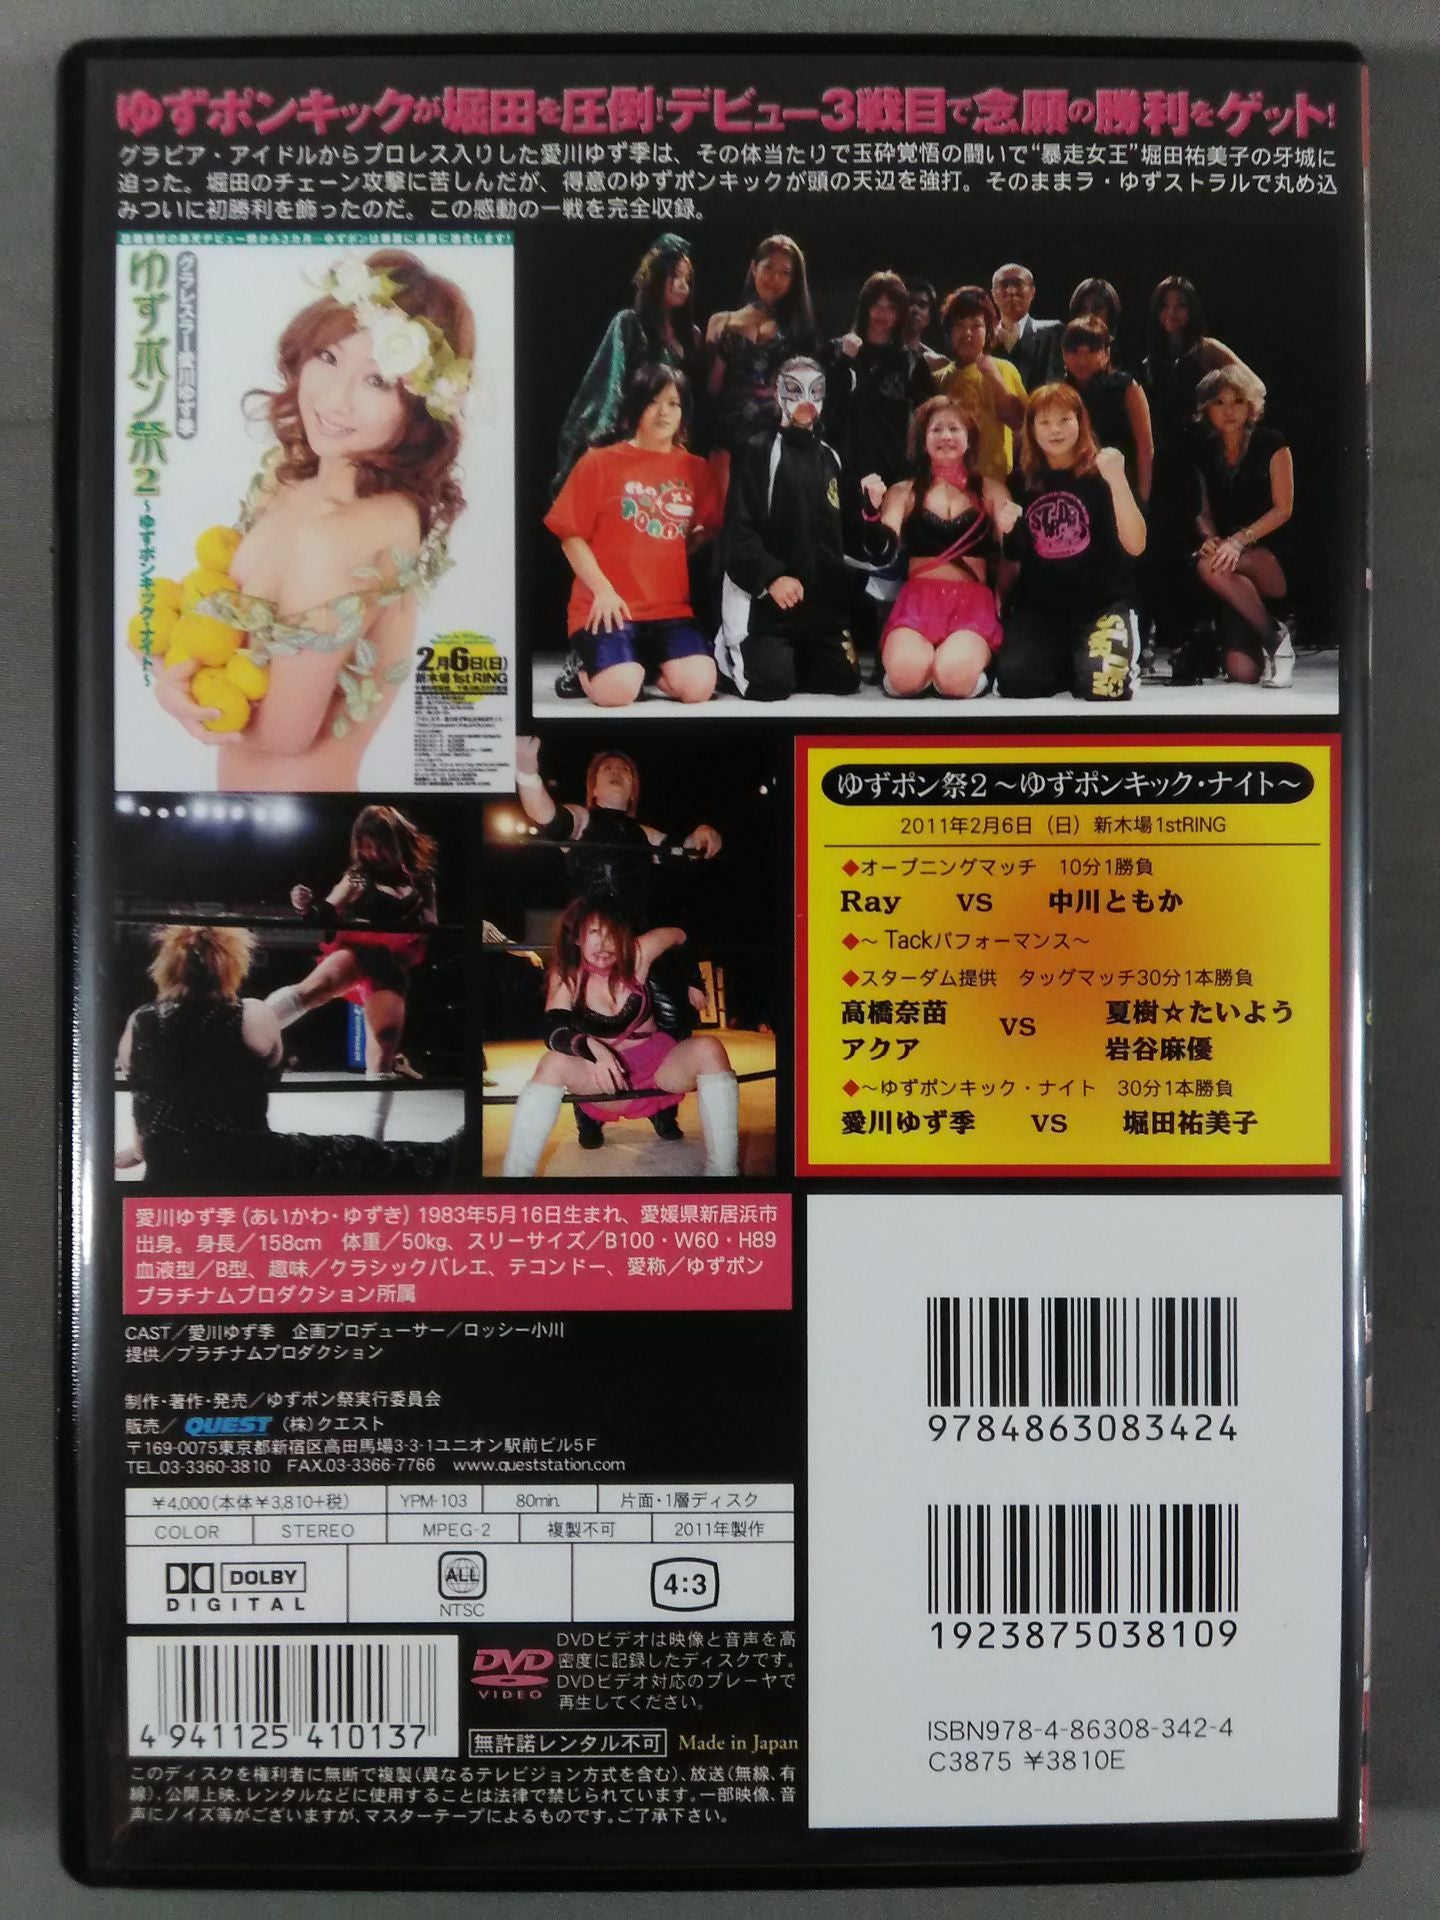 ゆずポンキックが堀田を圧倒!デビュー3戦目で念願の勝利をゲット!
グラビア・アイドルからプロレス入りした愛川ゆず季は、その体当たりで玉砕覚悟の闘いで“暴走女王”堀田祐美子の牙城に
迫った。堀田のチェーン攻撃に苦しんだが、得意のゆずポンキックが頭の天辺を強打。そのままラ・ゆずストラルで丸め込
みついに初勝利を飾ったのだ。この感動の一戦を完全収録。
グラレスラー愛川ゆず季
ゆずポン祭2
～ゆずポンキック・ナイト～
2月6日(日)
新木場1stRING
ゆずポン祭2～ゆずポンキック・ナイト～
2011年2月6日（日）新木場1stRING
◆オープニングマッチ　10分1勝負
Ray　VS　中川ともか
◆～Tackパフォーマンス～
◆スターダム提供　タッグマッチ30分1本勝負
高橋奈苗　VS　夏樹☆たいよう
アクア　岩谷麻優
◆～ゆずポンキック・ナイト　30分1本勝負
愛川ゆず季　VS　堀田祐美子
愛川ゆず季(あいかわ・ゆずき)1983年5月16日生まれ、愛媛県新居浜市
出身。身長／158cm　体重／50kg、スリーサイズ／B100・W60・H89
血液型／B型、趣味／クラシックバレエ、テコンドー、愛称／ゆずポン
プラチナムプロダクション所属
CAST／愛川ゆず季　企画プロデューサー／ロッシー小川
提供／プラチナムプロダクション
制作・著作・発売／ゆずポン祭実行委員会
販売／QUEST(株)クエスト
〒169-0075東京都新宿区高田馬場3-3-1ユニオン駅前ビル5F
TEL.03-3360-3810　FAX.03-3366-7766　www.queststation.com
¥4,000(本体¥3,810+税)　YPM-103　80min.　片面・1層ディスク
COLOR　STEREO　MPEG-2　複製不可　2011年製作
DOLBY
DIGITAL
ALL
NTSC
4:3
DVD
VIDEO
DVDビデオは映像と音声を高
密度に記録したディスクです。
DVDビデオ対応のプレーヤで
再生してください。
4941125410137
無許諾レンタル不可　Made in Japan
このディスクを権利者に無断で複製(異なるテレビジョン方式を含む)、放送(無線、有
線)、公開上映、レンタルなどに使用することは法律で禁じられています。一部映像、音
声にノイズ等がございますが、マスターテープによるものです。ご了承下さい。
9784863083424
1923875038109
ISBN978-4-86308-342-4
C3875 ¥3810E